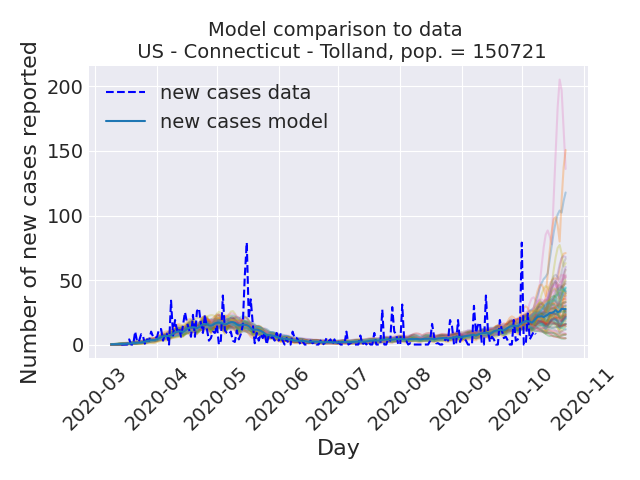 Model comparison to data
US - Connecticut - Tolland, pop. = 150721
Number of new cases reported
200
150
100
50
0
new cases data
new cases model
2020-03
2020-04
2020-05
2020-06
2020-07
2020-08
2020-09
2020-10
2020-11
Day